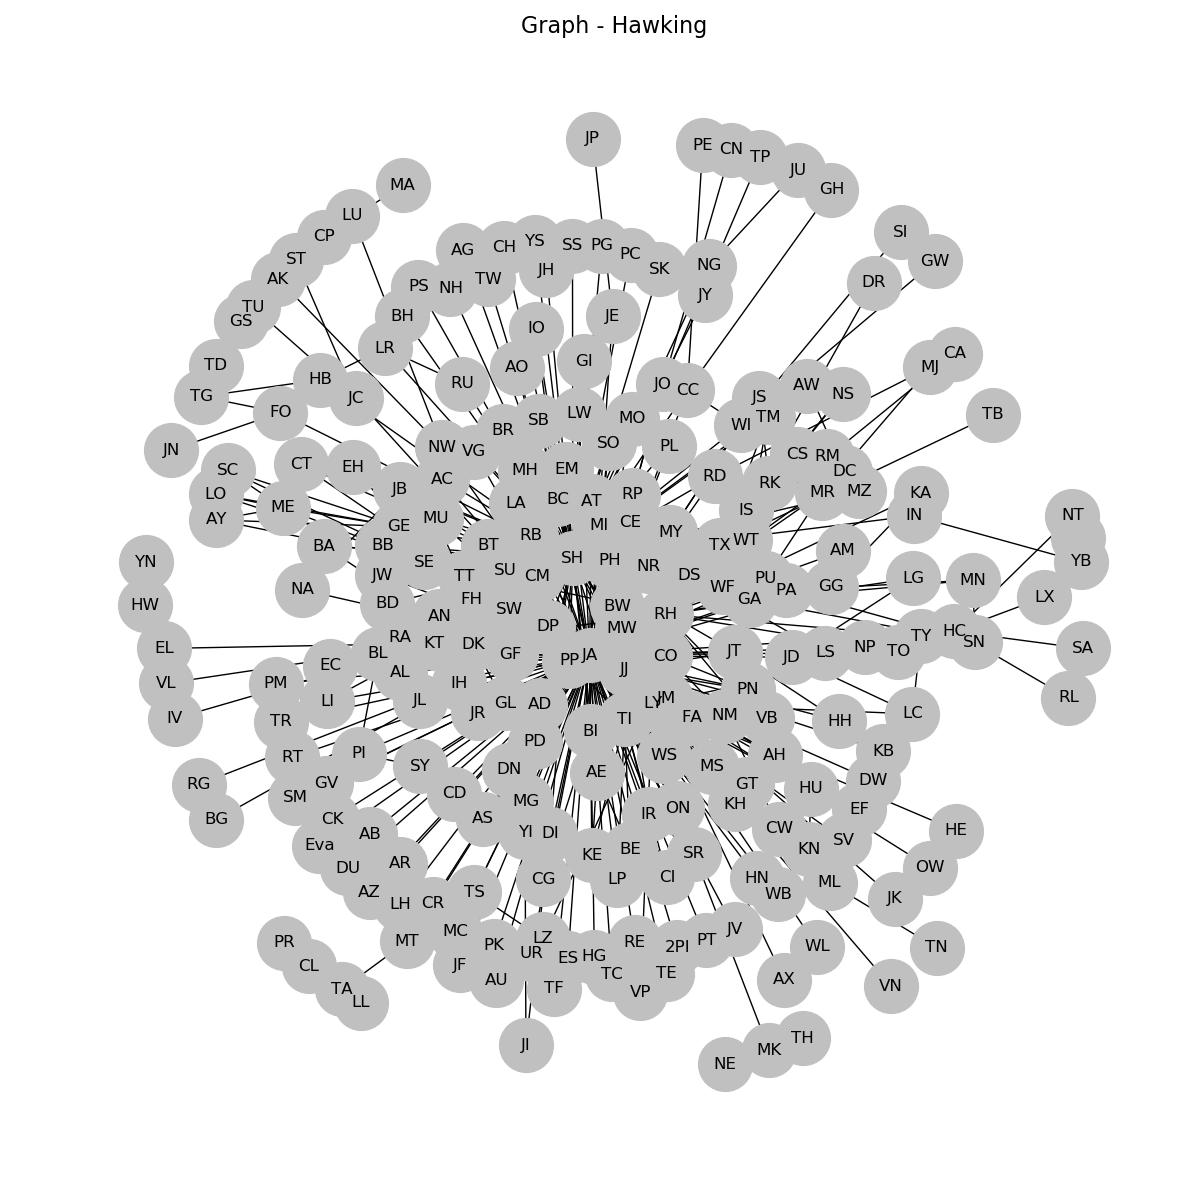 Graph - Hawking
JP
PE
CN
TP
JU
GH
MA
LU
CP
ST
AK
TU
GS
TD
TG
JN
SI
GW
DR
AG
CH
YS
SS
PG
PC
SK
NG
JY
JH
TW
NH
PS
BH
LR
IO
JE
GI
AO
RU
HB
JC
FO
CA
MJ
TB
JO
CC
AW
NS
JS
TM
WI
LW
MO
SB
BR
SO
PL
NW
VG
CT
EH
SC
LO
AY
ME
JB
AC
MH
EM
RD
CS
RM
DC
RK
MR
MZ
KA
IN
NT
YB
LA
BC
AT
RP
IS
MU
GE
MI
CE
MY
RB
BT
BB
BA
TX
WT
AM
SE
SH
PH
NR
YN
JW
TT
SU
CM
DS
PU
WF
PA
GG
LG
MN
LX
NA
HW
BD
AN
FH
SW
BW
RH
GA
DP
MW
EL
RA
KT
DK
GF
PP
JA
JJ
CO
JT
JD
LS
NP
TO
TY
HC
SN
SA
BL
AL
EC
VL
PM
LI
JL
IH
GL
AD
LY
JM
PN
RL
IV
TR
JR
BI
TI
FA
NM
VB
HH
LC
RT
PI
PD
WS
AH
KB
RG
SM
GV
SY
DN
AE
MS
GT
HU
DW
BG
CK
CD
AS
MG
IR
ON
KH
EF
HE
Eva
AB
YI
DI
CW
KN
SV
DU
AR
KE
BE
SR
OW
AZ
LH
CR
TS
CG
LP
CI
HN
WB
ML
JK
PR
CL
MT
MC
PK
LZ
UR
ES
HG
RE
2PI
PT
JV
WL
TN
TA
LL
JF
AU
TF
TC
VP
TE
AX
VN
JI
NE
MK
TH